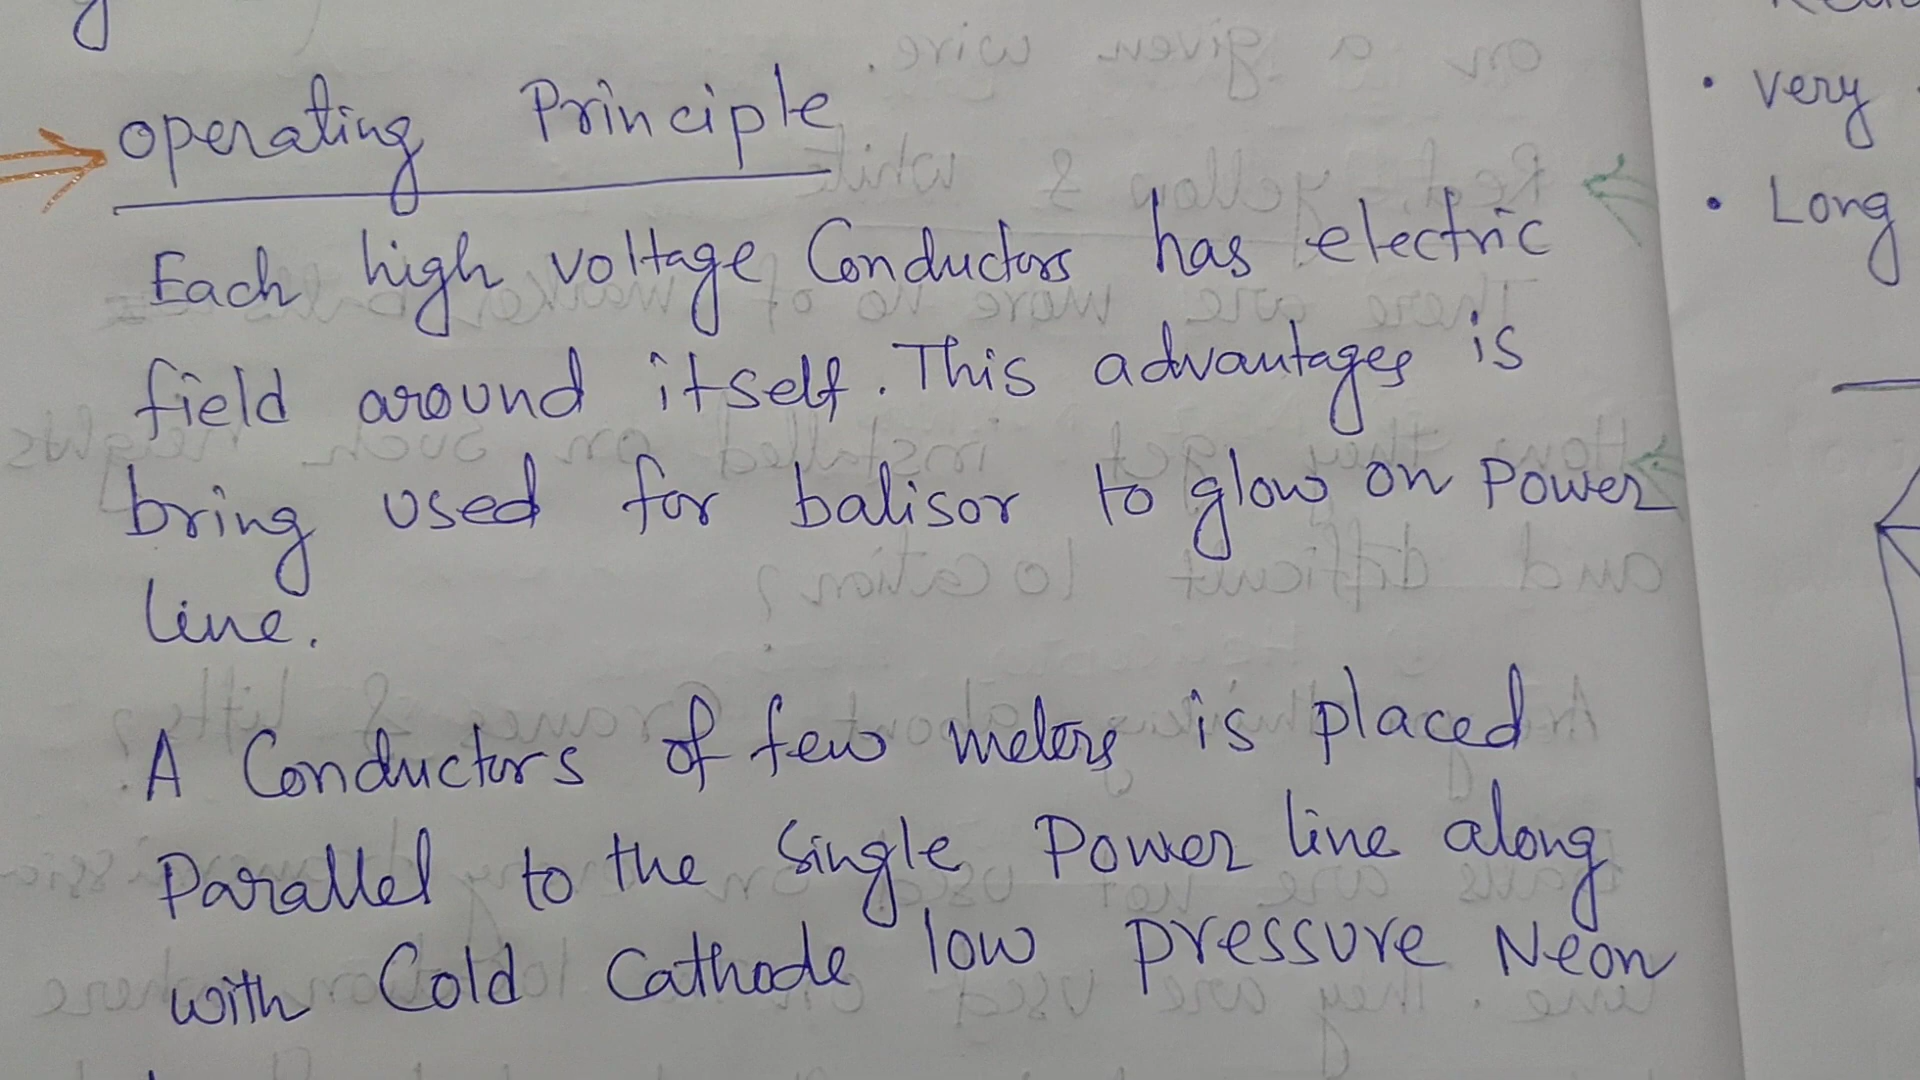 operating Principle
Each high voltage Conductors has electric
field around itself. This advantages is
bring used for balisor to glow on Power
line.
A Conductors of few meters is placed
Parallel to the Single Power line along
with Cold Cathode low pressure Neon
• very
• Long